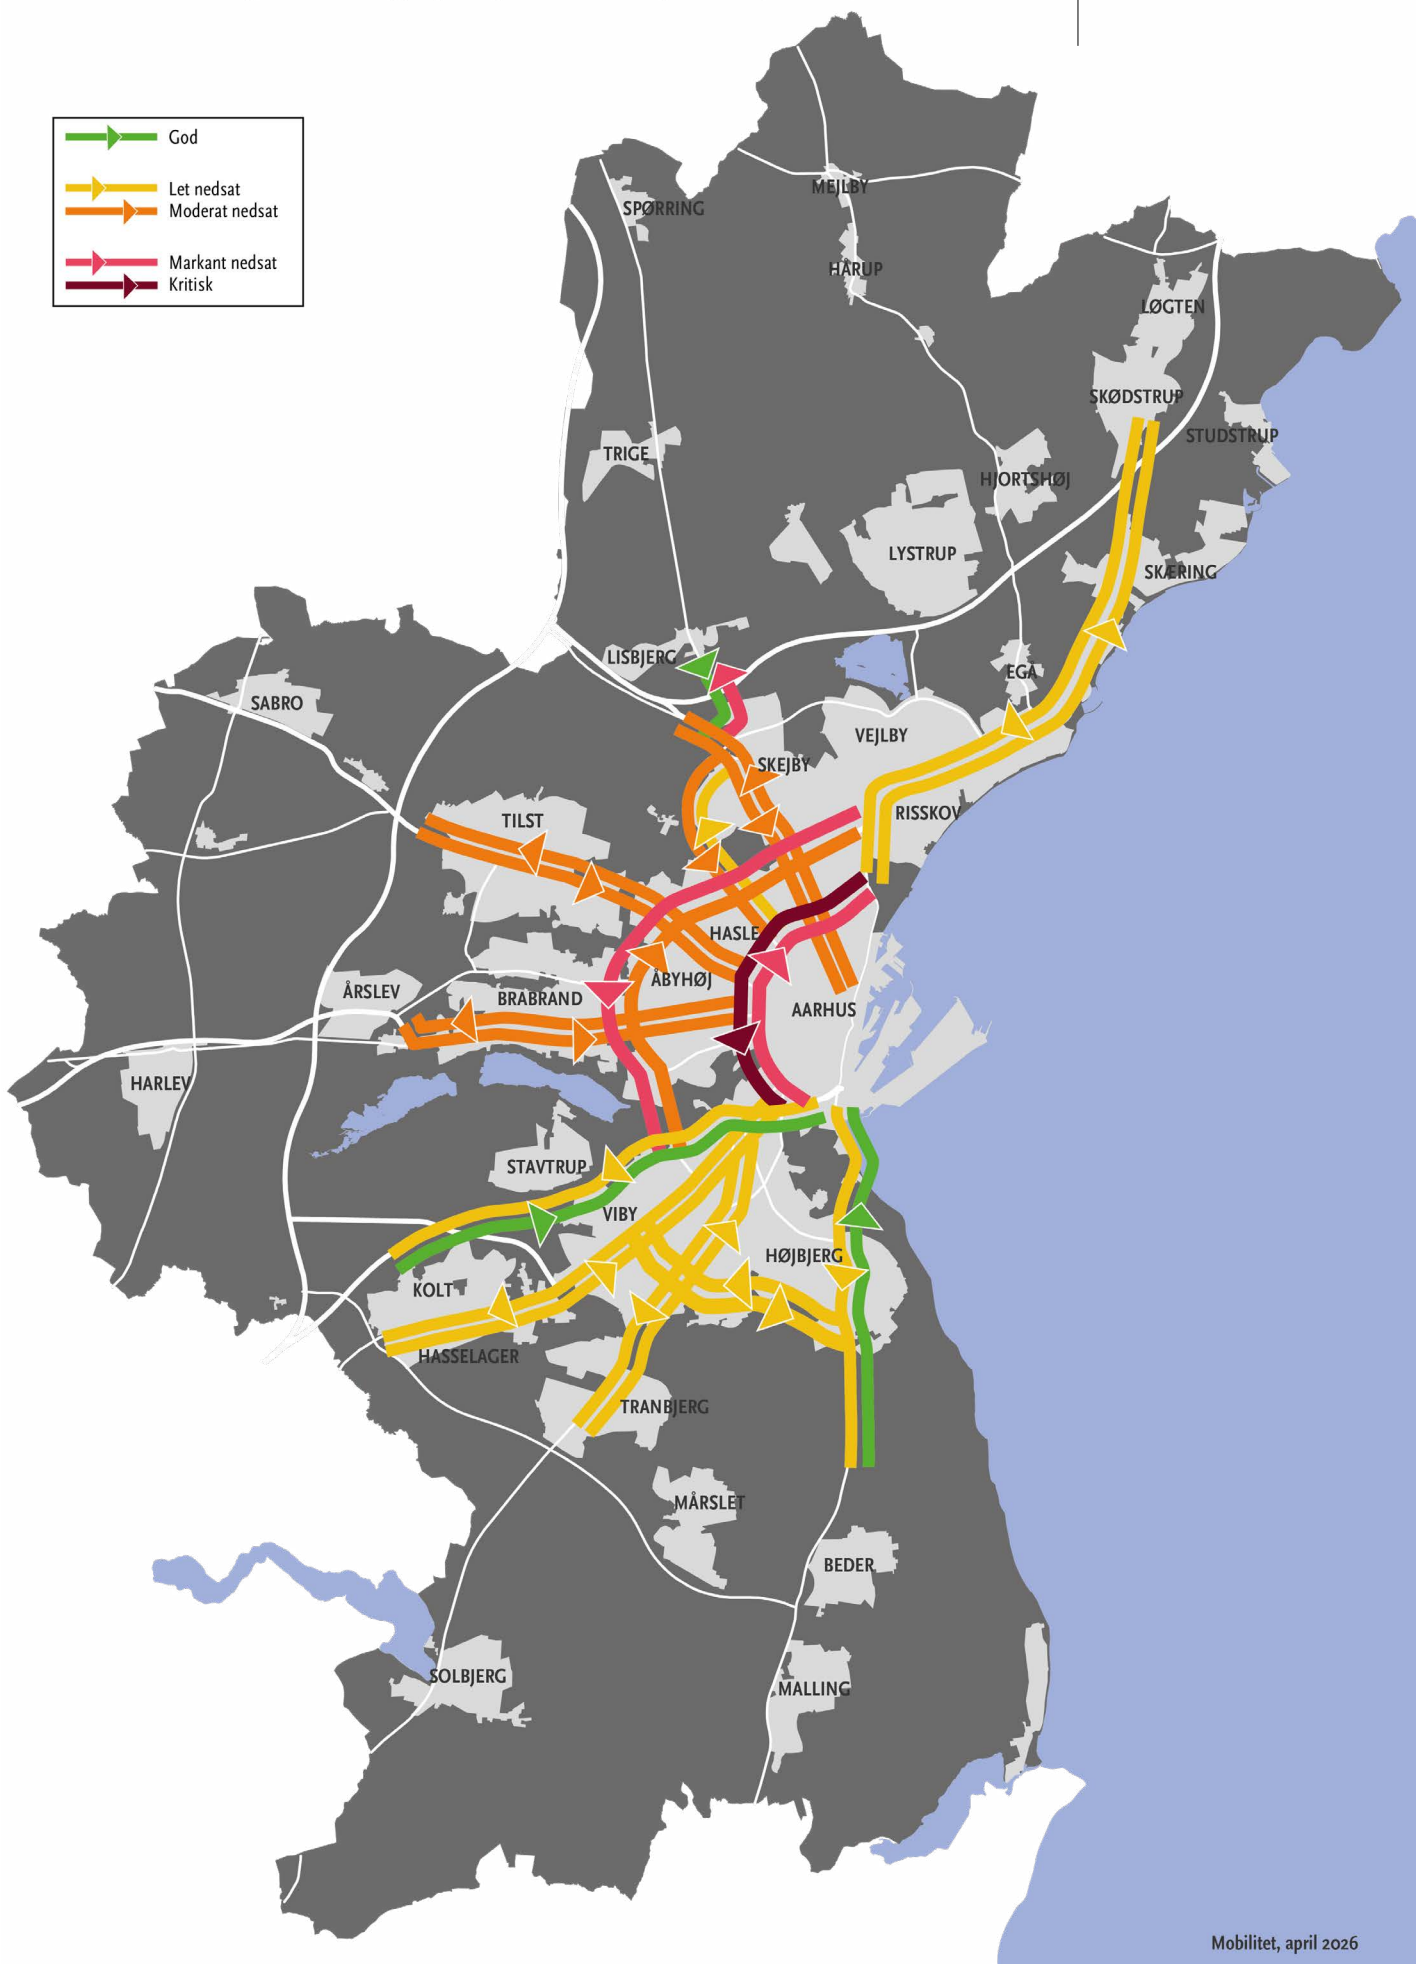 God
Let nedsat
Moderat nedsat
Markant nedsat
Kritisk
MEJLBY
SPØRRING
HÅRUP
LØGTEN
SKØDSTRUP
STUDSTRUP
TRIGE
HJORTSHØJ
LYSTRUP
SKÆRING
LISBJERG
EGÅ
SABRO
VEJLBY
SKEJBY
RISSKOV
TILST
HASLE
ÅBYHØJ
ÅRSLEV
BRABRAND
AARHUS
HARLEV
STAVTRUP
VIBY
HØJBJERG
KOLT
HASSELAGER
TRANBJERG
MÅRSLET
BEDER
SOLBJERG
MALLING
Mobilitet, april 2026